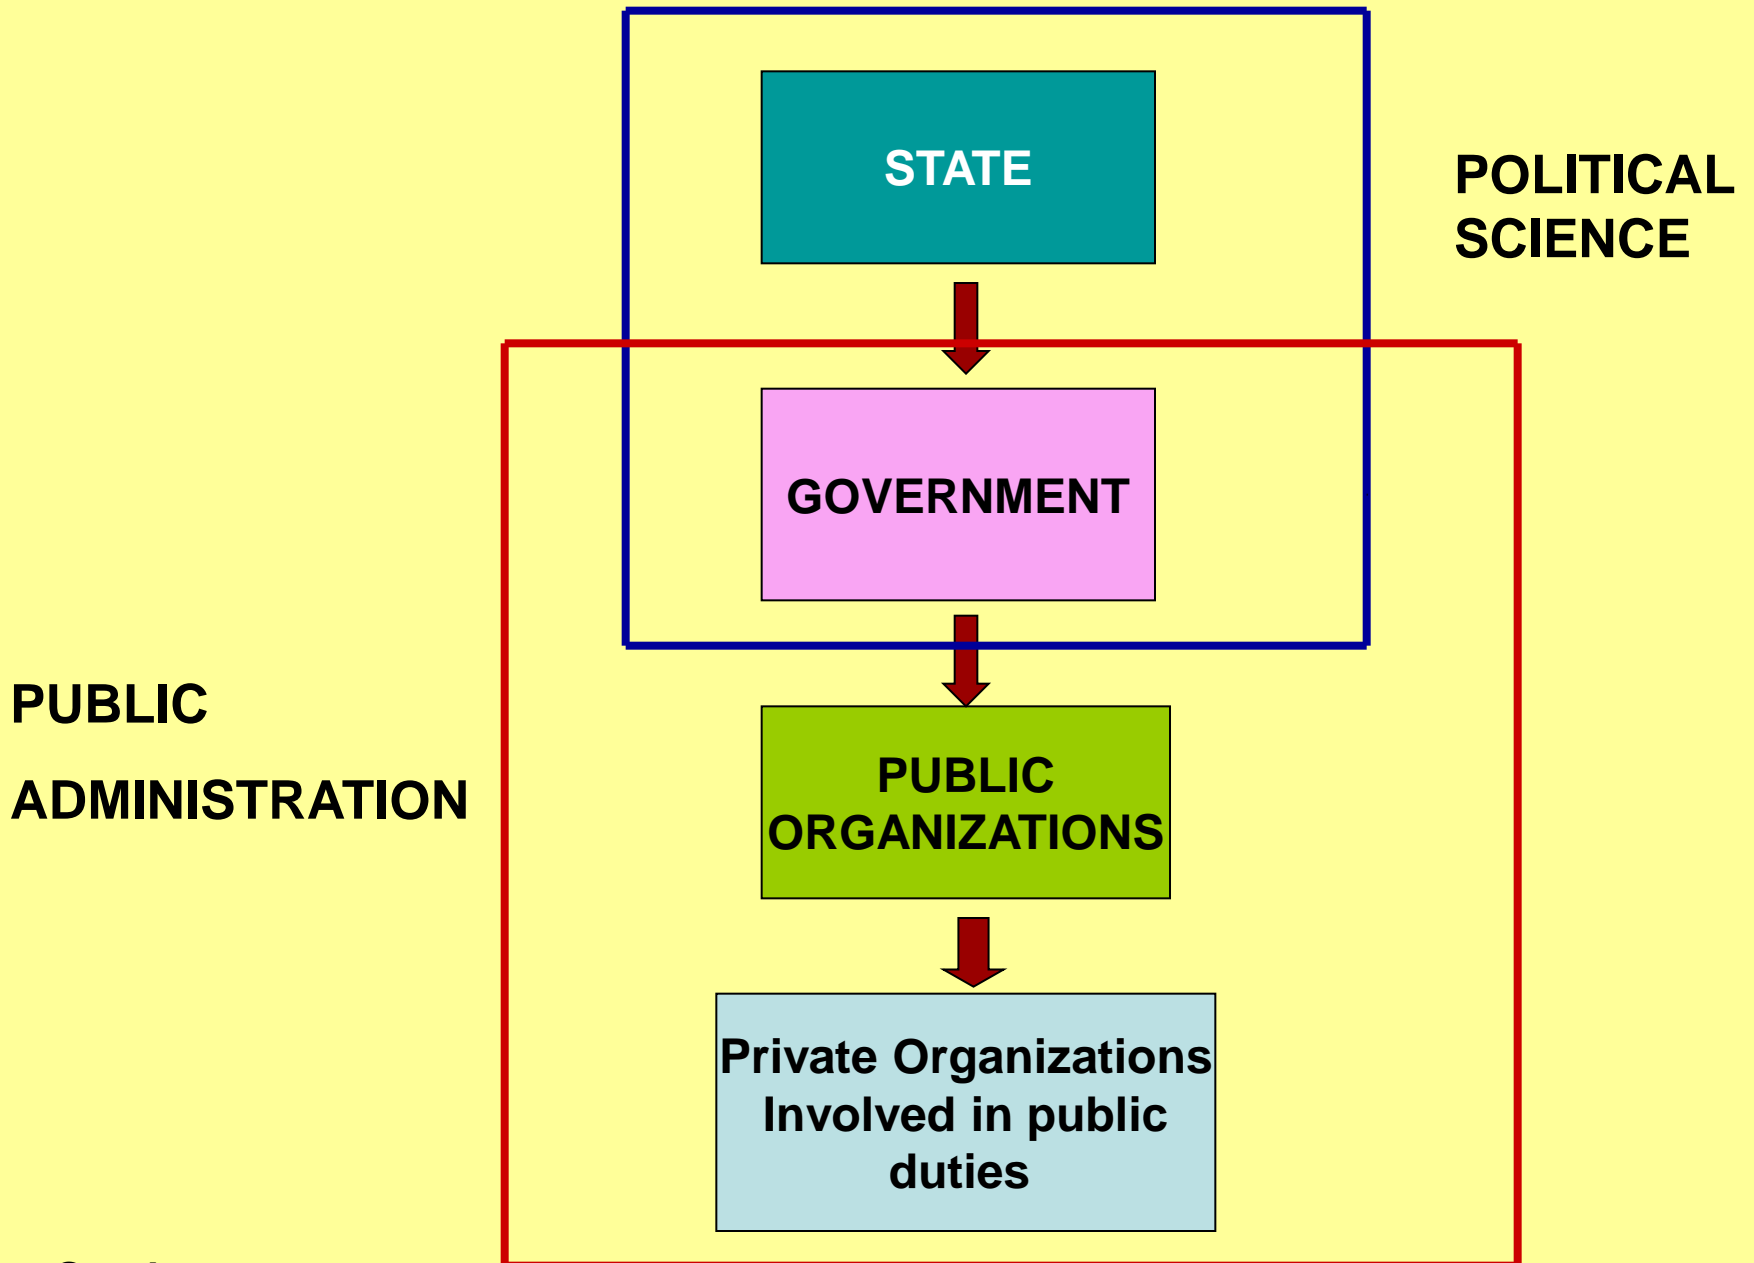 STATE
POLITICAL
SCIENCE
GOVERNMENT
PUBLIC
ADMINISTRATION
PUBLIC
ORGANIZATIONS
Private Organizations
Involved in public
duties